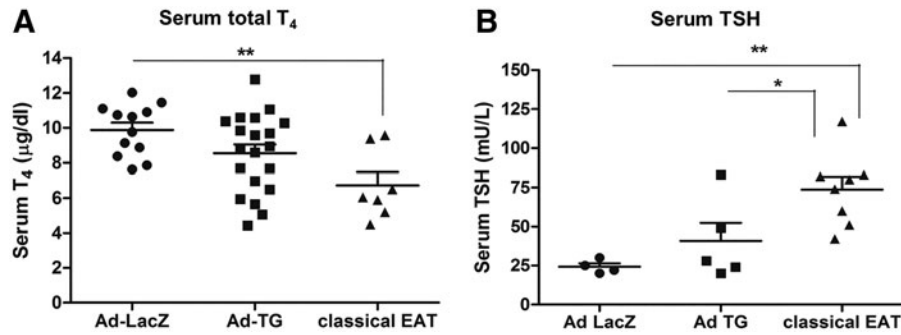 A
Serum total T4
**
Serum T4 (μg/dl)
14
12
10
8
6
4
2
0
Ad-LacZ Ad-TG classical EAT
B
Serum TSH
**
*
Serum TSH (mU/L)
150
125
100
75
50
25
0
Ad LacZ Ad TG classical EAT